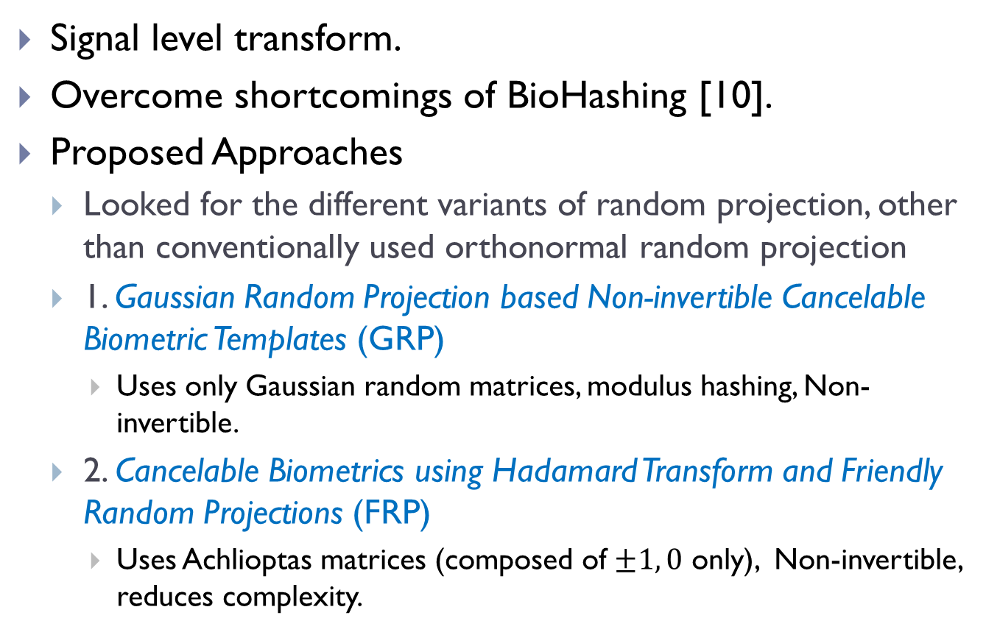 Signal level transform.
Overcome shortcomings of BioHashing [10].
Proposed Approaches
Looked for the different variants of random projection, other
than conventionally used orthonormal random projection
1. Gaussian Random Projection based Non-invertible Cancelable
Biometric Templates (GRP)
Uses only Gaussian random matrices, modulus hashing, Non-
invertible.
2. Cancelable Biometrics using Hadamard Transform and Friendly
Random Projections (FRP)
Uses Achlioptas matrices (composed of ±1, 0 only), Non-invertible,
reduces complexity.